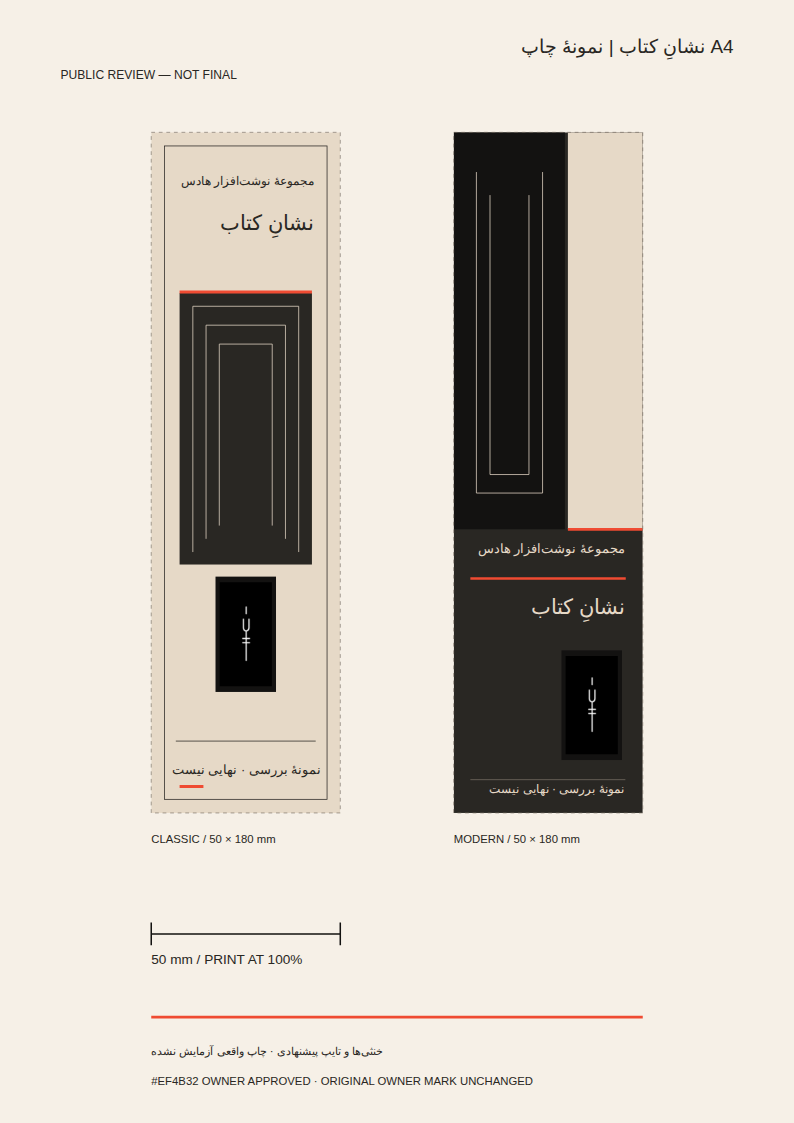 نشانِ کتاب | نمونهٔ چاپ A4
PUBLIC REVIEW — NOT FINAL
مجموعهٔ نوشت‌افزار هادس
نشانِ کتاب
نمونهٔ بررسی · نهایی نیست
CLASSIC / 50 × 180 mm
مجموعهٔ نوشت‌افزار هادس
نشانِ کتاب
نمونهٔ بررسی · نهایی نیست
MODERN / 50 × 180 mm
50 mm / PRINT AT 100%
خنثی‌ها و تایپ پیشنهادی · چاپ واقعی آزمایش نشده
#EF4B32 OWNER APPROVED · ORIGINAL OWNER MARK UNCHANGED